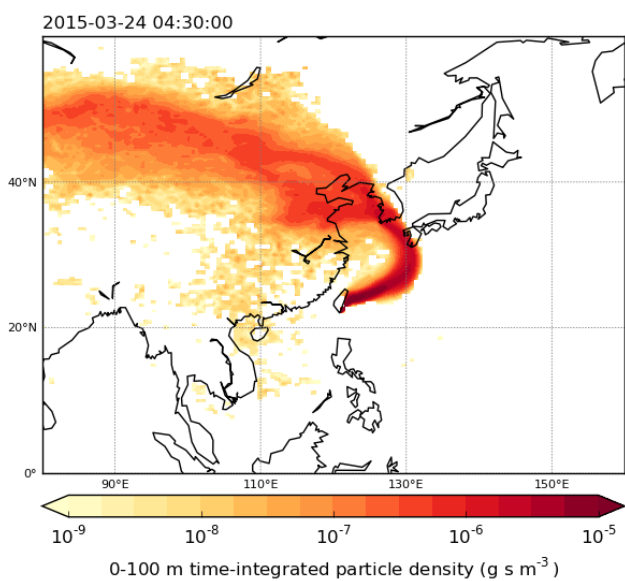 2015-03-24 04:30:00
40°N
20°N
0°
90°E 110°E 130°E 150°E
10⁻⁹ 10⁻⁸ 10⁻⁷ 10⁻⁶ 10⁻⁵
0-100 m time-integrated particle density (g s m⁻³)